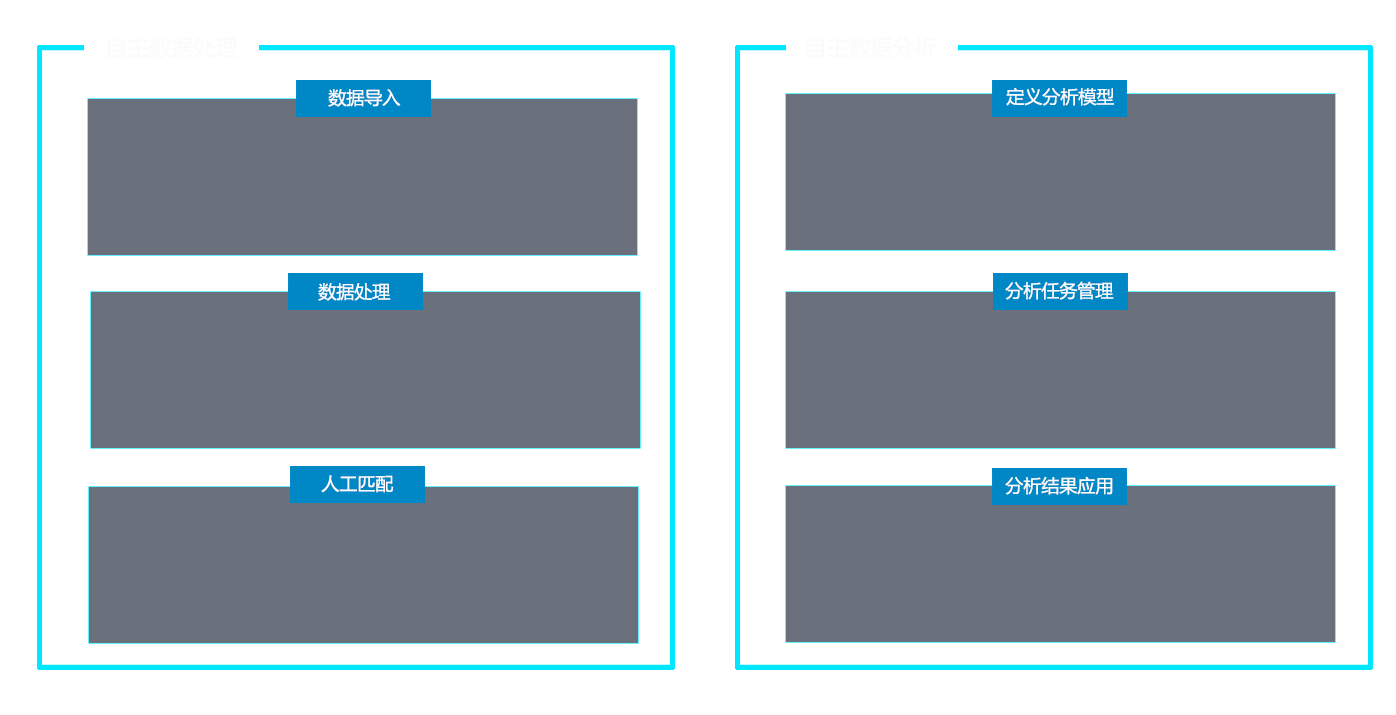 自主数据处理
数据导入
数据处理
人工匹配
自主数据分析
定义分析模型
分析任务管理
分析结果应用